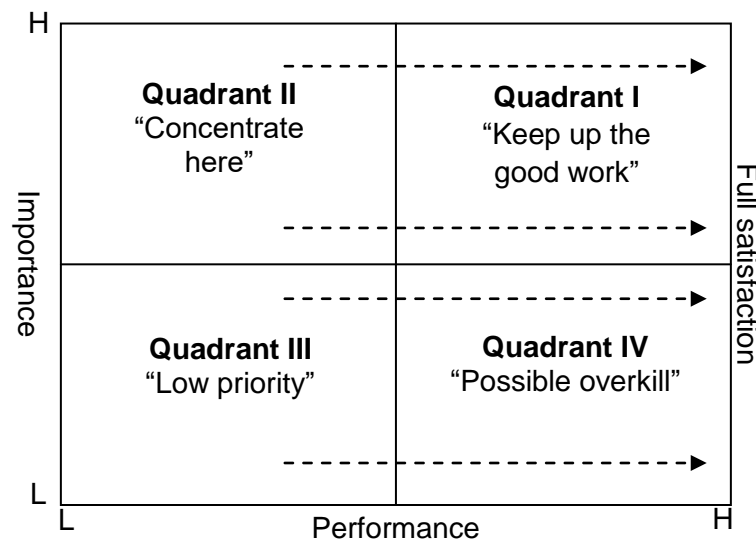 H
Quadrant II
“Concentrate
here”
Quadrant I
“Keep up the
good work”
Importance
Full satisfaction
Quadrant III
“Low priority”
Quadrant IV
“Possible overkill”
L
L
Performance
H